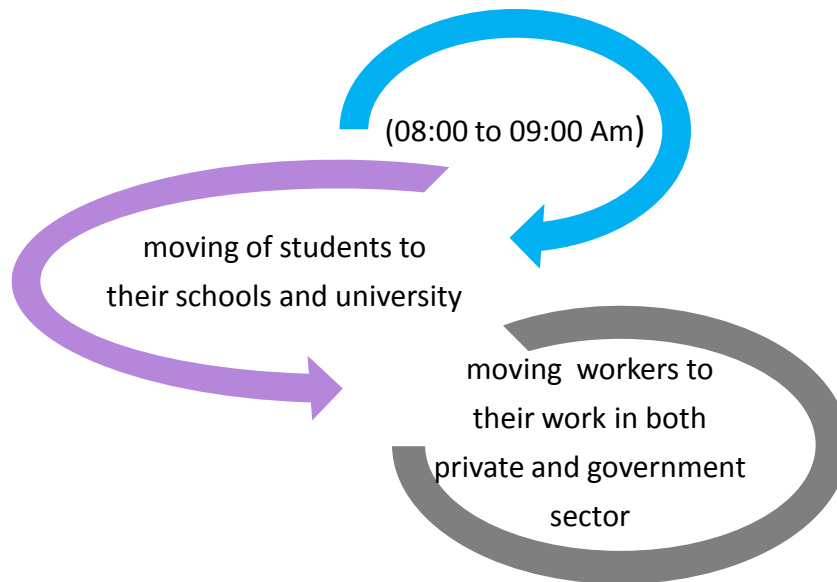 (08:00 to 09:00 Am)
moving of students to
their schools and university
moving  workers to
their work in both
private and government
sector